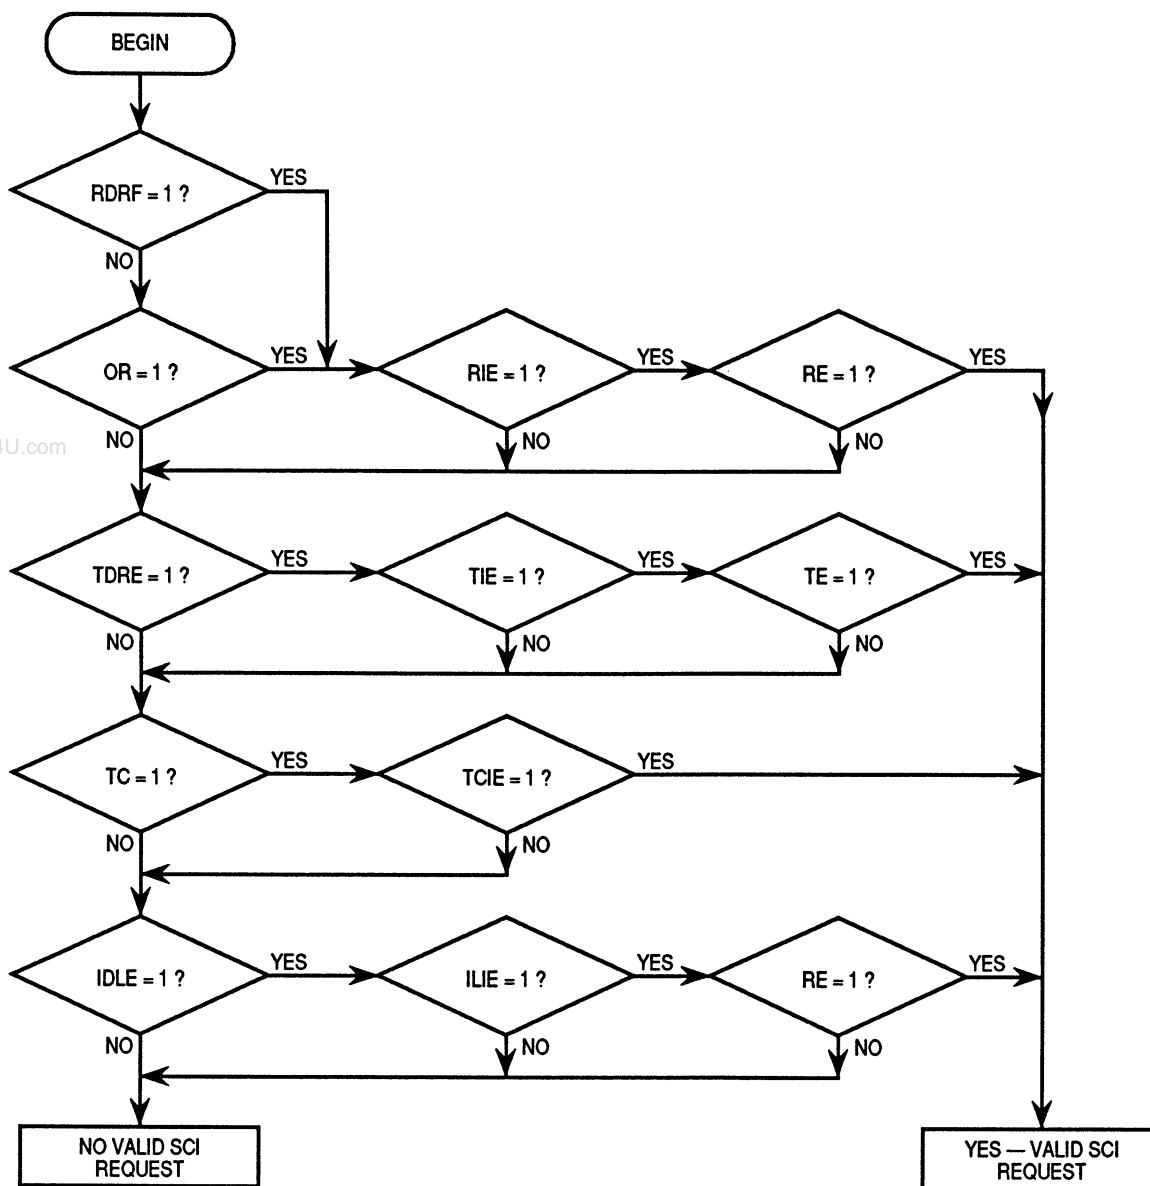 BEGIN
RDRF = 1 ?
YES
NO
OR = 1 ?
YES
RIE = 1 ?
YES
RE = 1 ?
YES
NO
NO
NO
4U.com
TDRE = 1 ?
YES
TIE = 1 ?
YES
TE = 1 ?
YES
NO
NO
NO
TC = 1 ?
YES
TCIE = 1 ?
YES
NO
NO
IDLE = 1 ?
YES
ILIE = 1 ?
YES
RE = 1 ?
YES
NO
NO
NO
NO VALID SCI
REQUEST
YES — VALID SCI
REQUEST